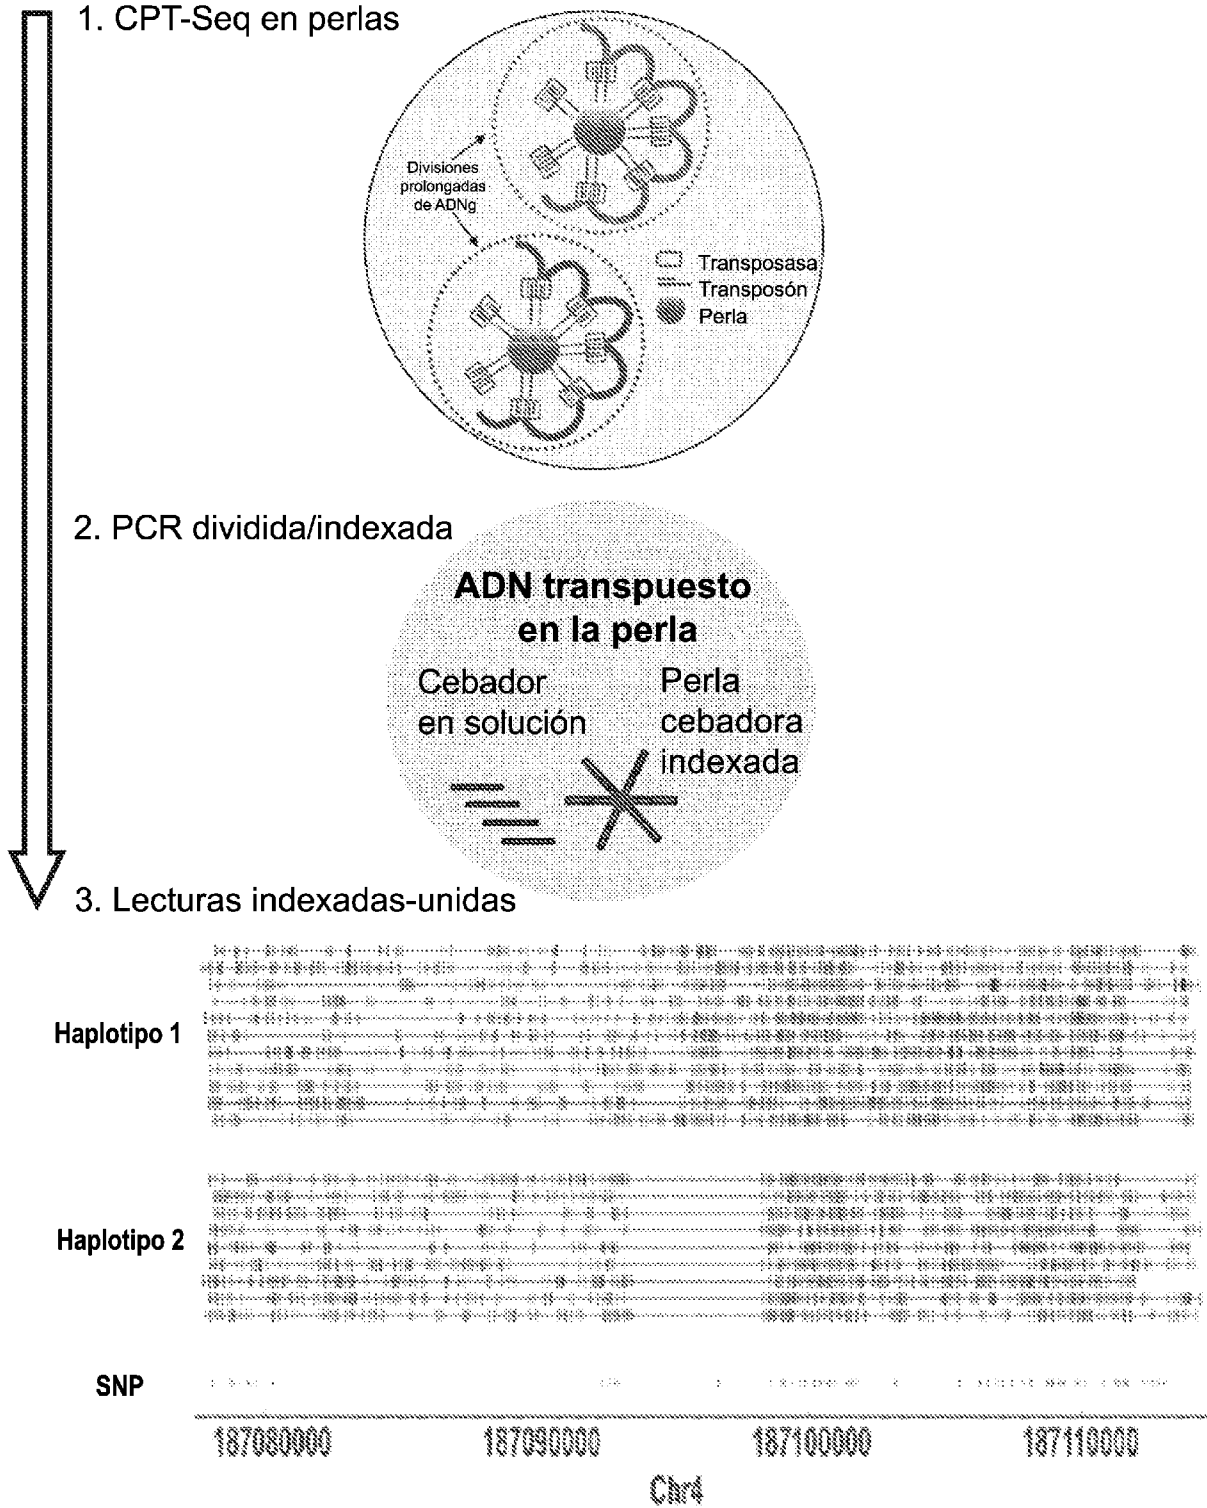 1. CPT-Seq en perlas
Divisiones
prolongadas
de ADNg
Transposasa
Transposón
Perla
2. PCR dividida/indexada
ADN transpuesto
en la perla
Cebador
en solución
Perla
cebadora
indexada
3. Lecturas indexadas-unidas
Haplotipo 1
Haplotipo 2
SNP
187080000 187090000 187100000 187110000
Chr4